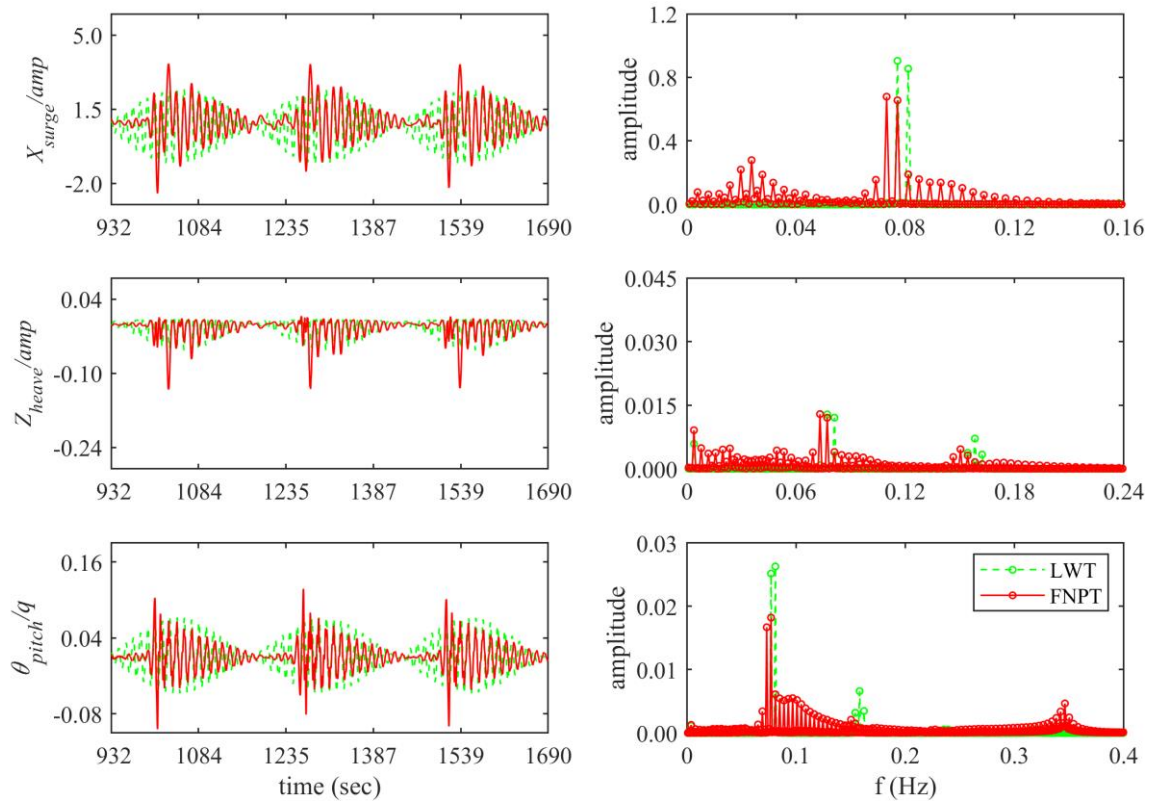 5.0
1.5
-2.0
X_surge/amp
932 1084 1235 1387 1539 1690
1.2
0.8
0.4
0.0
amplitude
0 0.04 0.08 0.12 0.16
0.04
-0.10
-0.24
Z_heave/amp
932 1084 1235 1387 1539 1690
0.045
0.030
0.015
0.000
amplitude
0 0.06 0.12 0.18 0.24
0.16
0.04
-0.08
θ_pitch/q
932 1084 1235 1387 1539 1690
time (sec)
0.03
0.02
0.01
0.00
amplitude
LWT
FNPT
0 0.1 0.2 0.3 0.4
f (Hz)